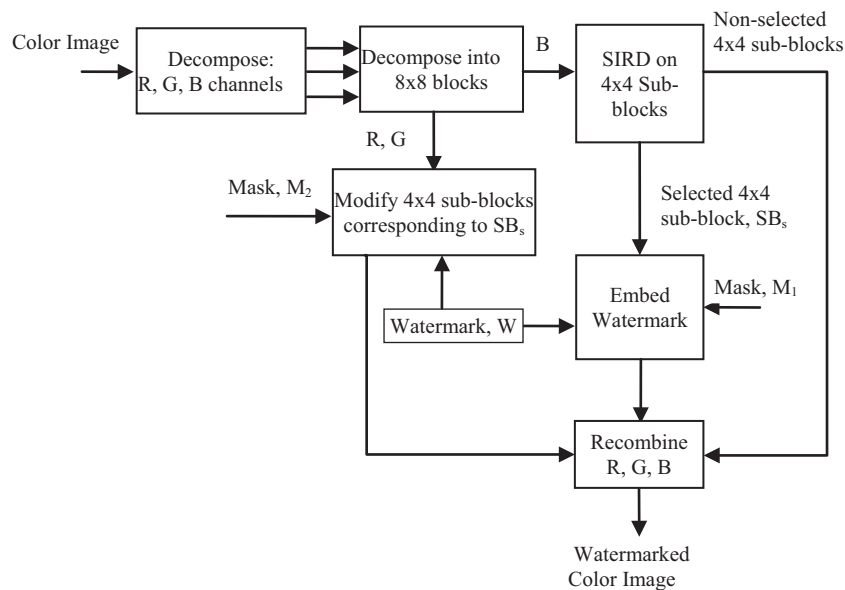 Color Image
Decompose:
R, G, B channels
Decompose into
8x8 blocks
B
SIRD on
4x4 Sub-
blocks
Non-selected
4x4 sub-blocks
R, G
Mask, M₂
Modify 4x4 sub-blocks
corresponding to SBₛ
Selected 4x4
sub-block, SBₛ
Embed
Watermark
Mask, M₁
Watermark, W
Recombine
R, G, B
Watermarked
Color Image